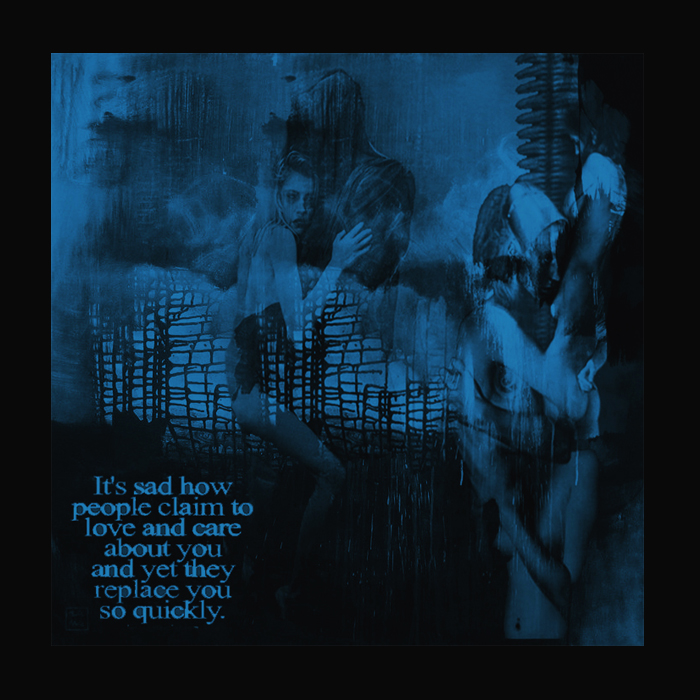 It's sad how
people claim to
love and care
about you
and yet they
replace you
so quickly.